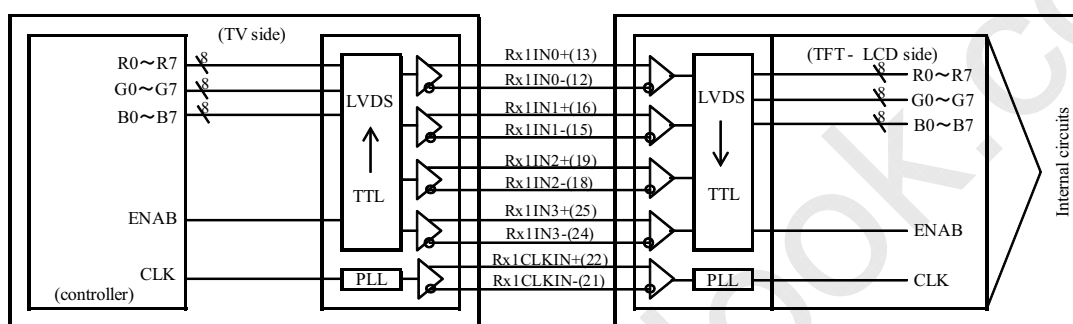 (TV side)
R0～R7
8
G0～G7
8
B0～B7
8
LVDS
TTL
ENAB
CLK
PLL
(controller)
Rx1IN0+(13)
Rx1IN0-(12)
Rx1IN1+(16)
Rx1IN1-(15)
Rx1IN2+(19)
Rx1IN2-(18)
Rx1IN3+(25)
Rx1IN3-(24)
Rx1CLKIN+(22)
Rx1CLKIN-(21)
(TFT- LCD side)
LVDS
TTL
PLL
8
R0～R7
8
G0～G7
8
B0～B7
ENAB
CLK
Internal circuits